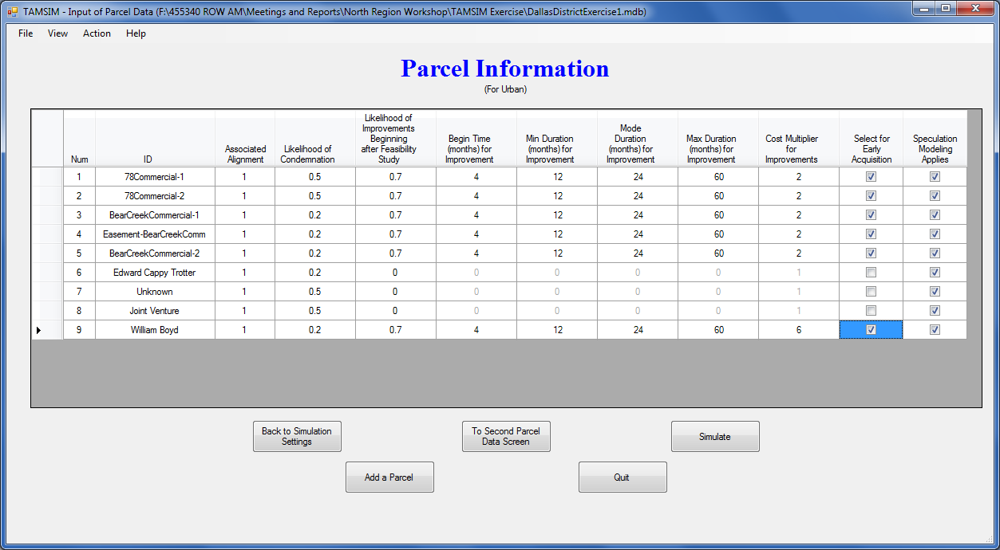 TAMSIM - Input of Parcel Data (F:\455340 ROW AM\Meetings and Reports\North Region Workshop\TAMSIM Exercise\DallasDistrictExercise1.mdb)
File View Action Help
Parcel Information
(For Urban)
Num
ID
Associated
Alignment
Likelihood of
Condemnation
Likelihood of
Improvements
Beginning
after Feasibility
Study
Begin Time
(months) for
Improvement
Min Duration
(months) for
Improvement
Mode
Duration
(months) for
Improvement
Max Duration
(months) for
Improvement
Cost Multiplier
for
Improvements
Select for
Early
Acquisition
Speculation
Modeling
Applies
1 78Commercial-1 1 0.5 0.7 4 12 24 60 2
2 78Commercial-2 1 0.5 0.7 4 12 24 60 2
3 BearCreekCommercial-1 1 0.2 0.7 4 12 24 60 2
4 Easement-BearCreekComm 1 0.2 0.7 4 12 24 60 2
5 BearCreekCommercial-2 1 0.2 0.7 4 12 24 60 2
6 Edward Cappy Trotter 1 0.2 0 0 0 0 0 1
7 Unknown 1 0.5 0 0 0 0 0 1
8 Joint Venture 1 0.5 0 0 0 0 0 1
9 William Boyd 1 0.2 0.7 4 12 24 60 6
Back to Simulation
Settings
To Second Parcel
Data Screen
Simulate
Add a Parcel
Quit